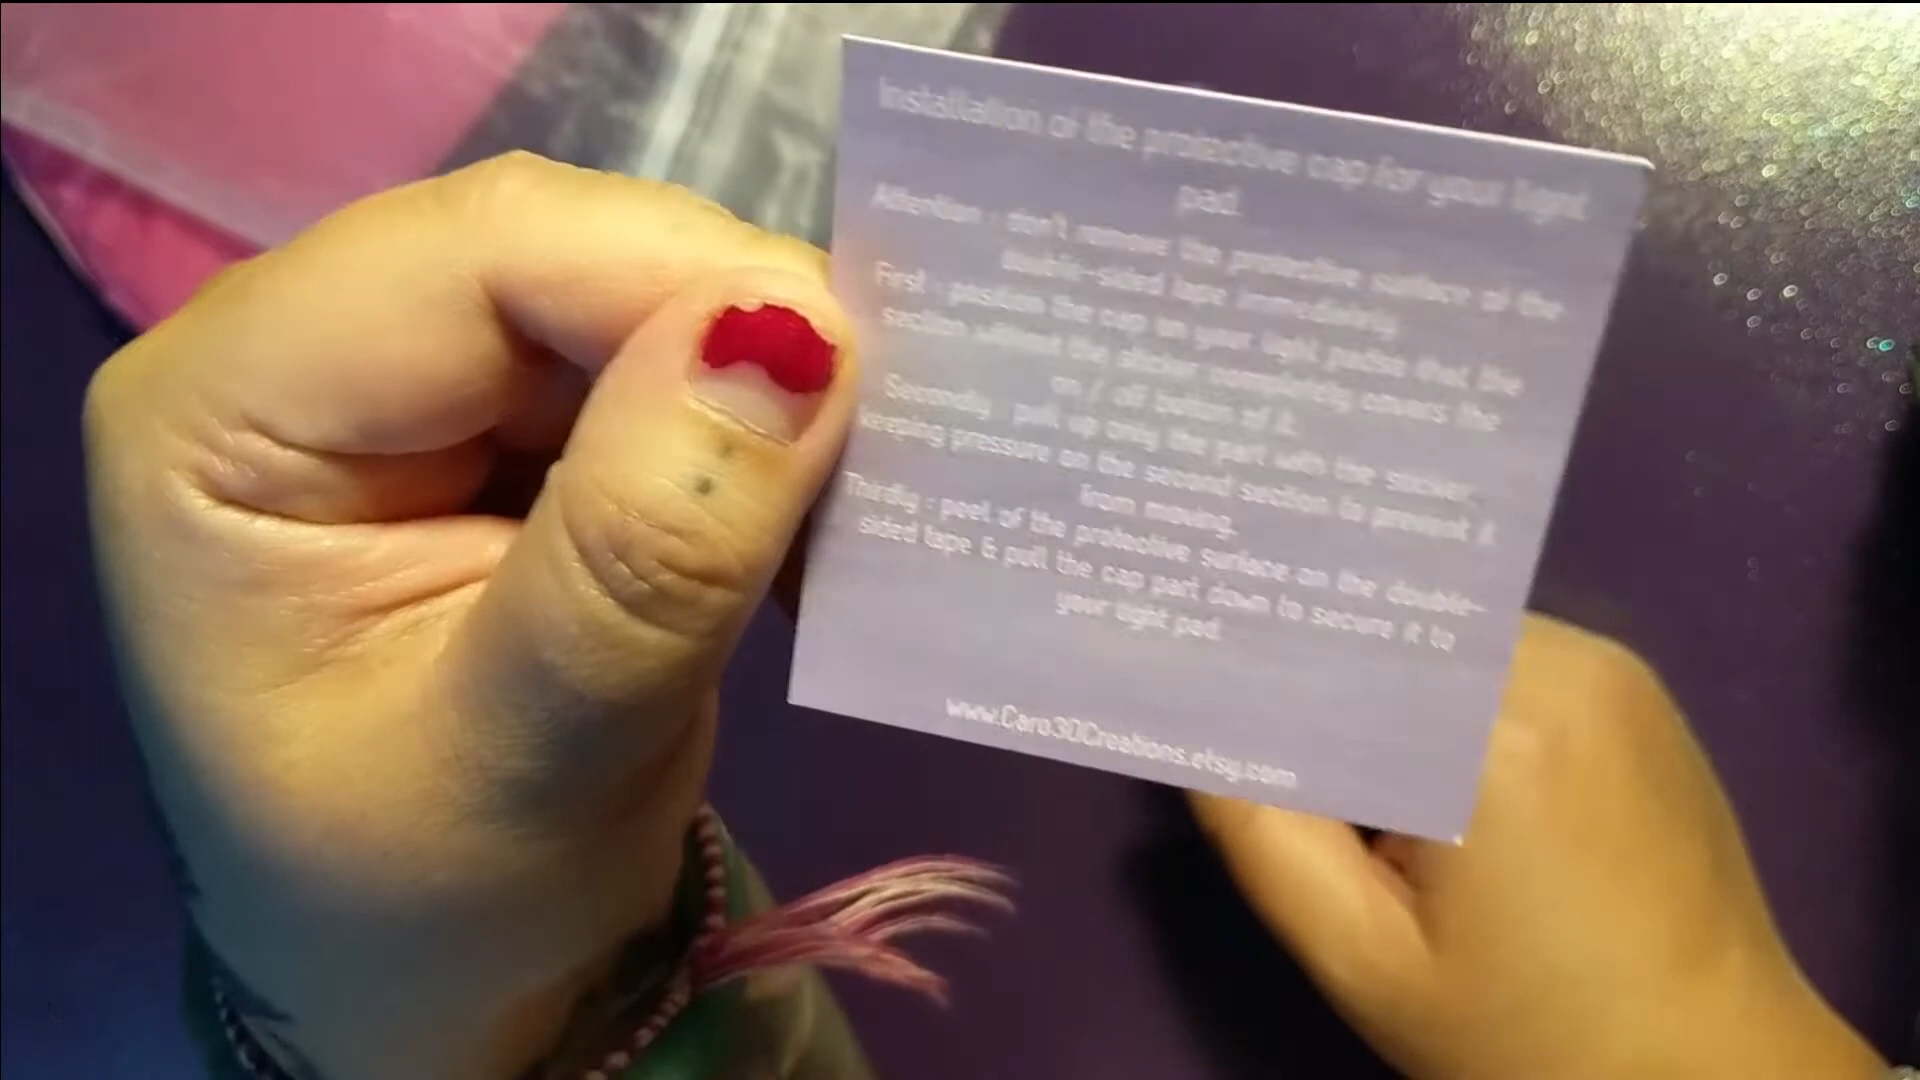 Installation of the protective cap for your light
pad.
Attention : don't remove the protective surface of the
double-sided tape immediately.
First : position the cap on your light pad so that the
section without the sticker completely covers the
on / off button of it.
Secondly : pull up only the part with the sticker,
keeping pressure on the second section to prevent it
from moving.
Thirdly : peel of the protective surface on the double-
sided tape & pull the cap part down to secure it to
your light pad.
www.Caro3DCreations.etsy.com